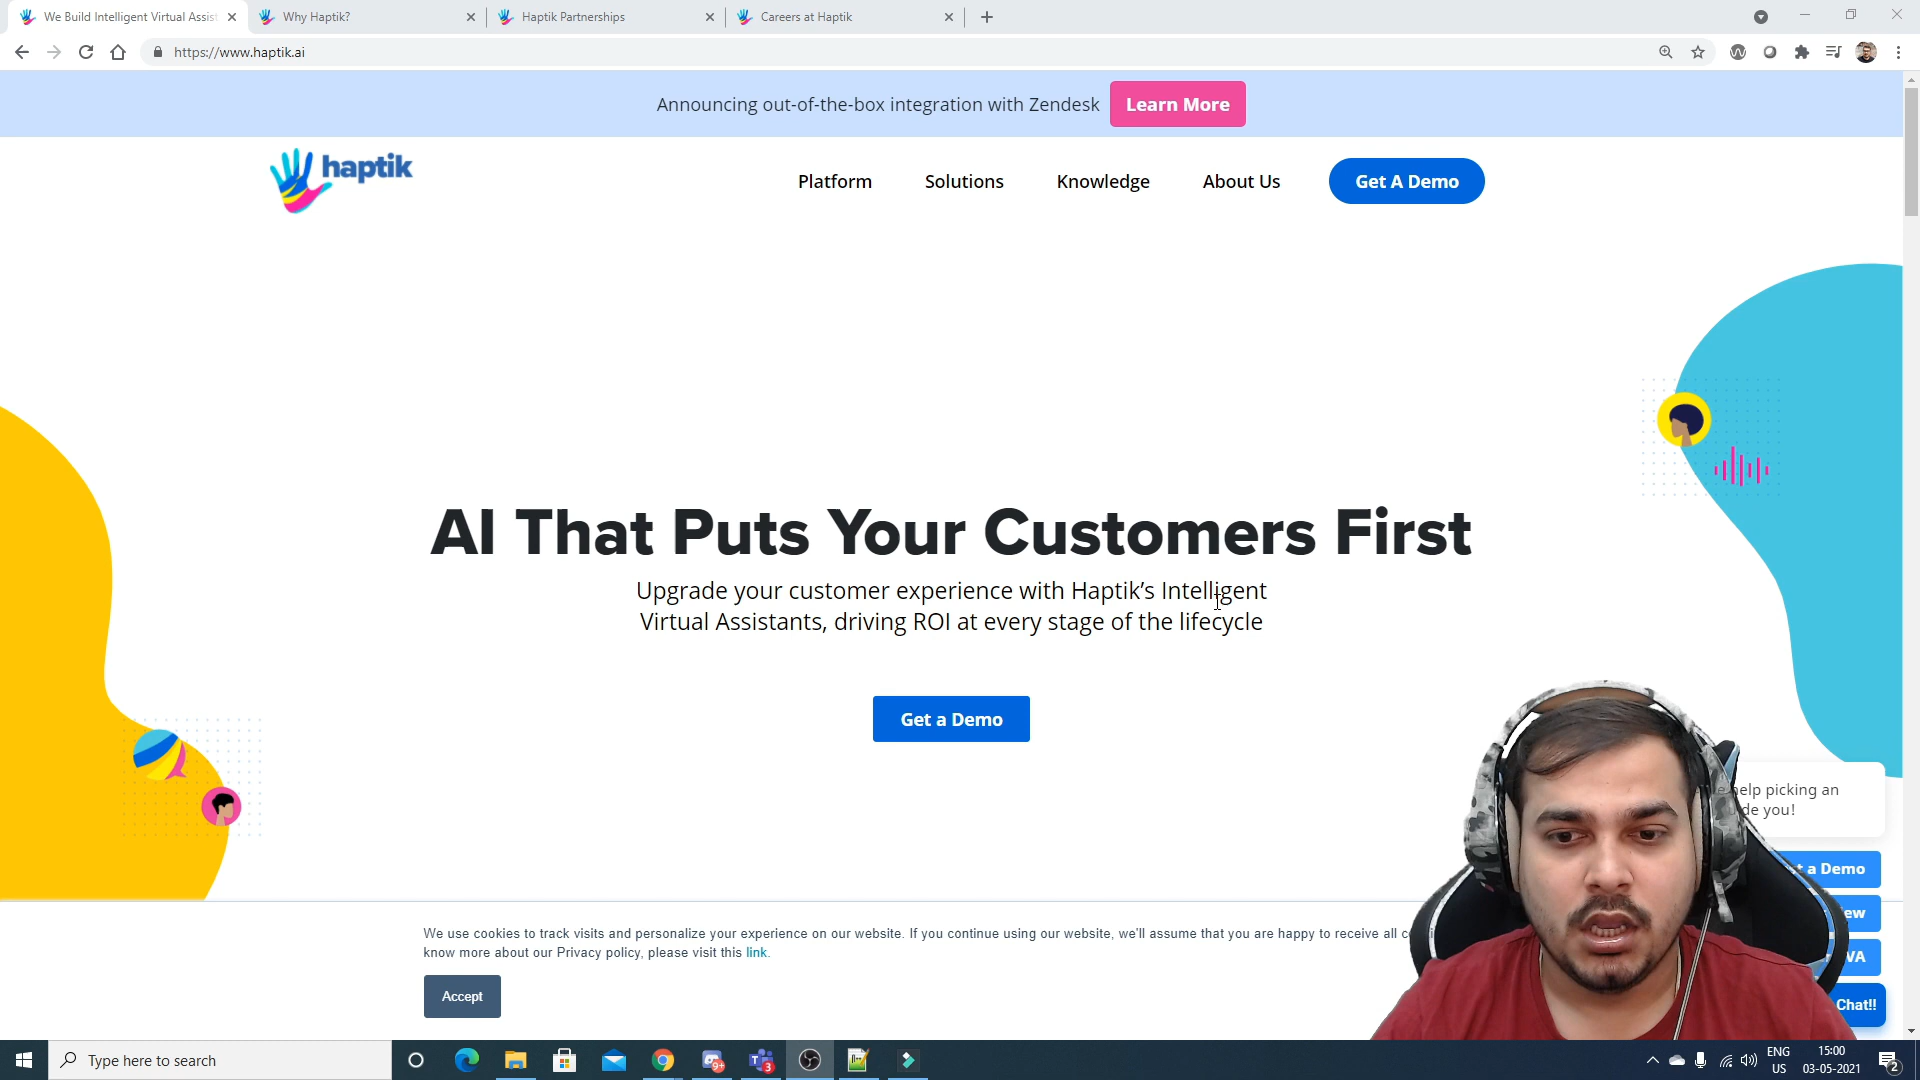 We Build Intelligent Virtual Assist
Why Haptik?
Haptik Partnerships
Careers at Haptik
https://www.haptik.ai
Announcing out-of-the-box integration with Zendesk
Learn More
haptik
Platform
Solutions
Knowledge
About Us
Get A Demo
AI That Puts Your Customers First
Upgrade your customer experience with Haptik's Intelligent
Virtual Assistants, driving ROI at every stage of the lifecycle
Get a Demo
help picking an
you!
a Demo
VA
Chat!!
We use cookies to track visits and personalize your experience on our website. If you continue using our website, we'll assume that you are happy to receive all
know more about our Privacy policy, please visit this link.
Accept
Type here to search
9+
3
ENG
US
15:00
03-05-2021
2